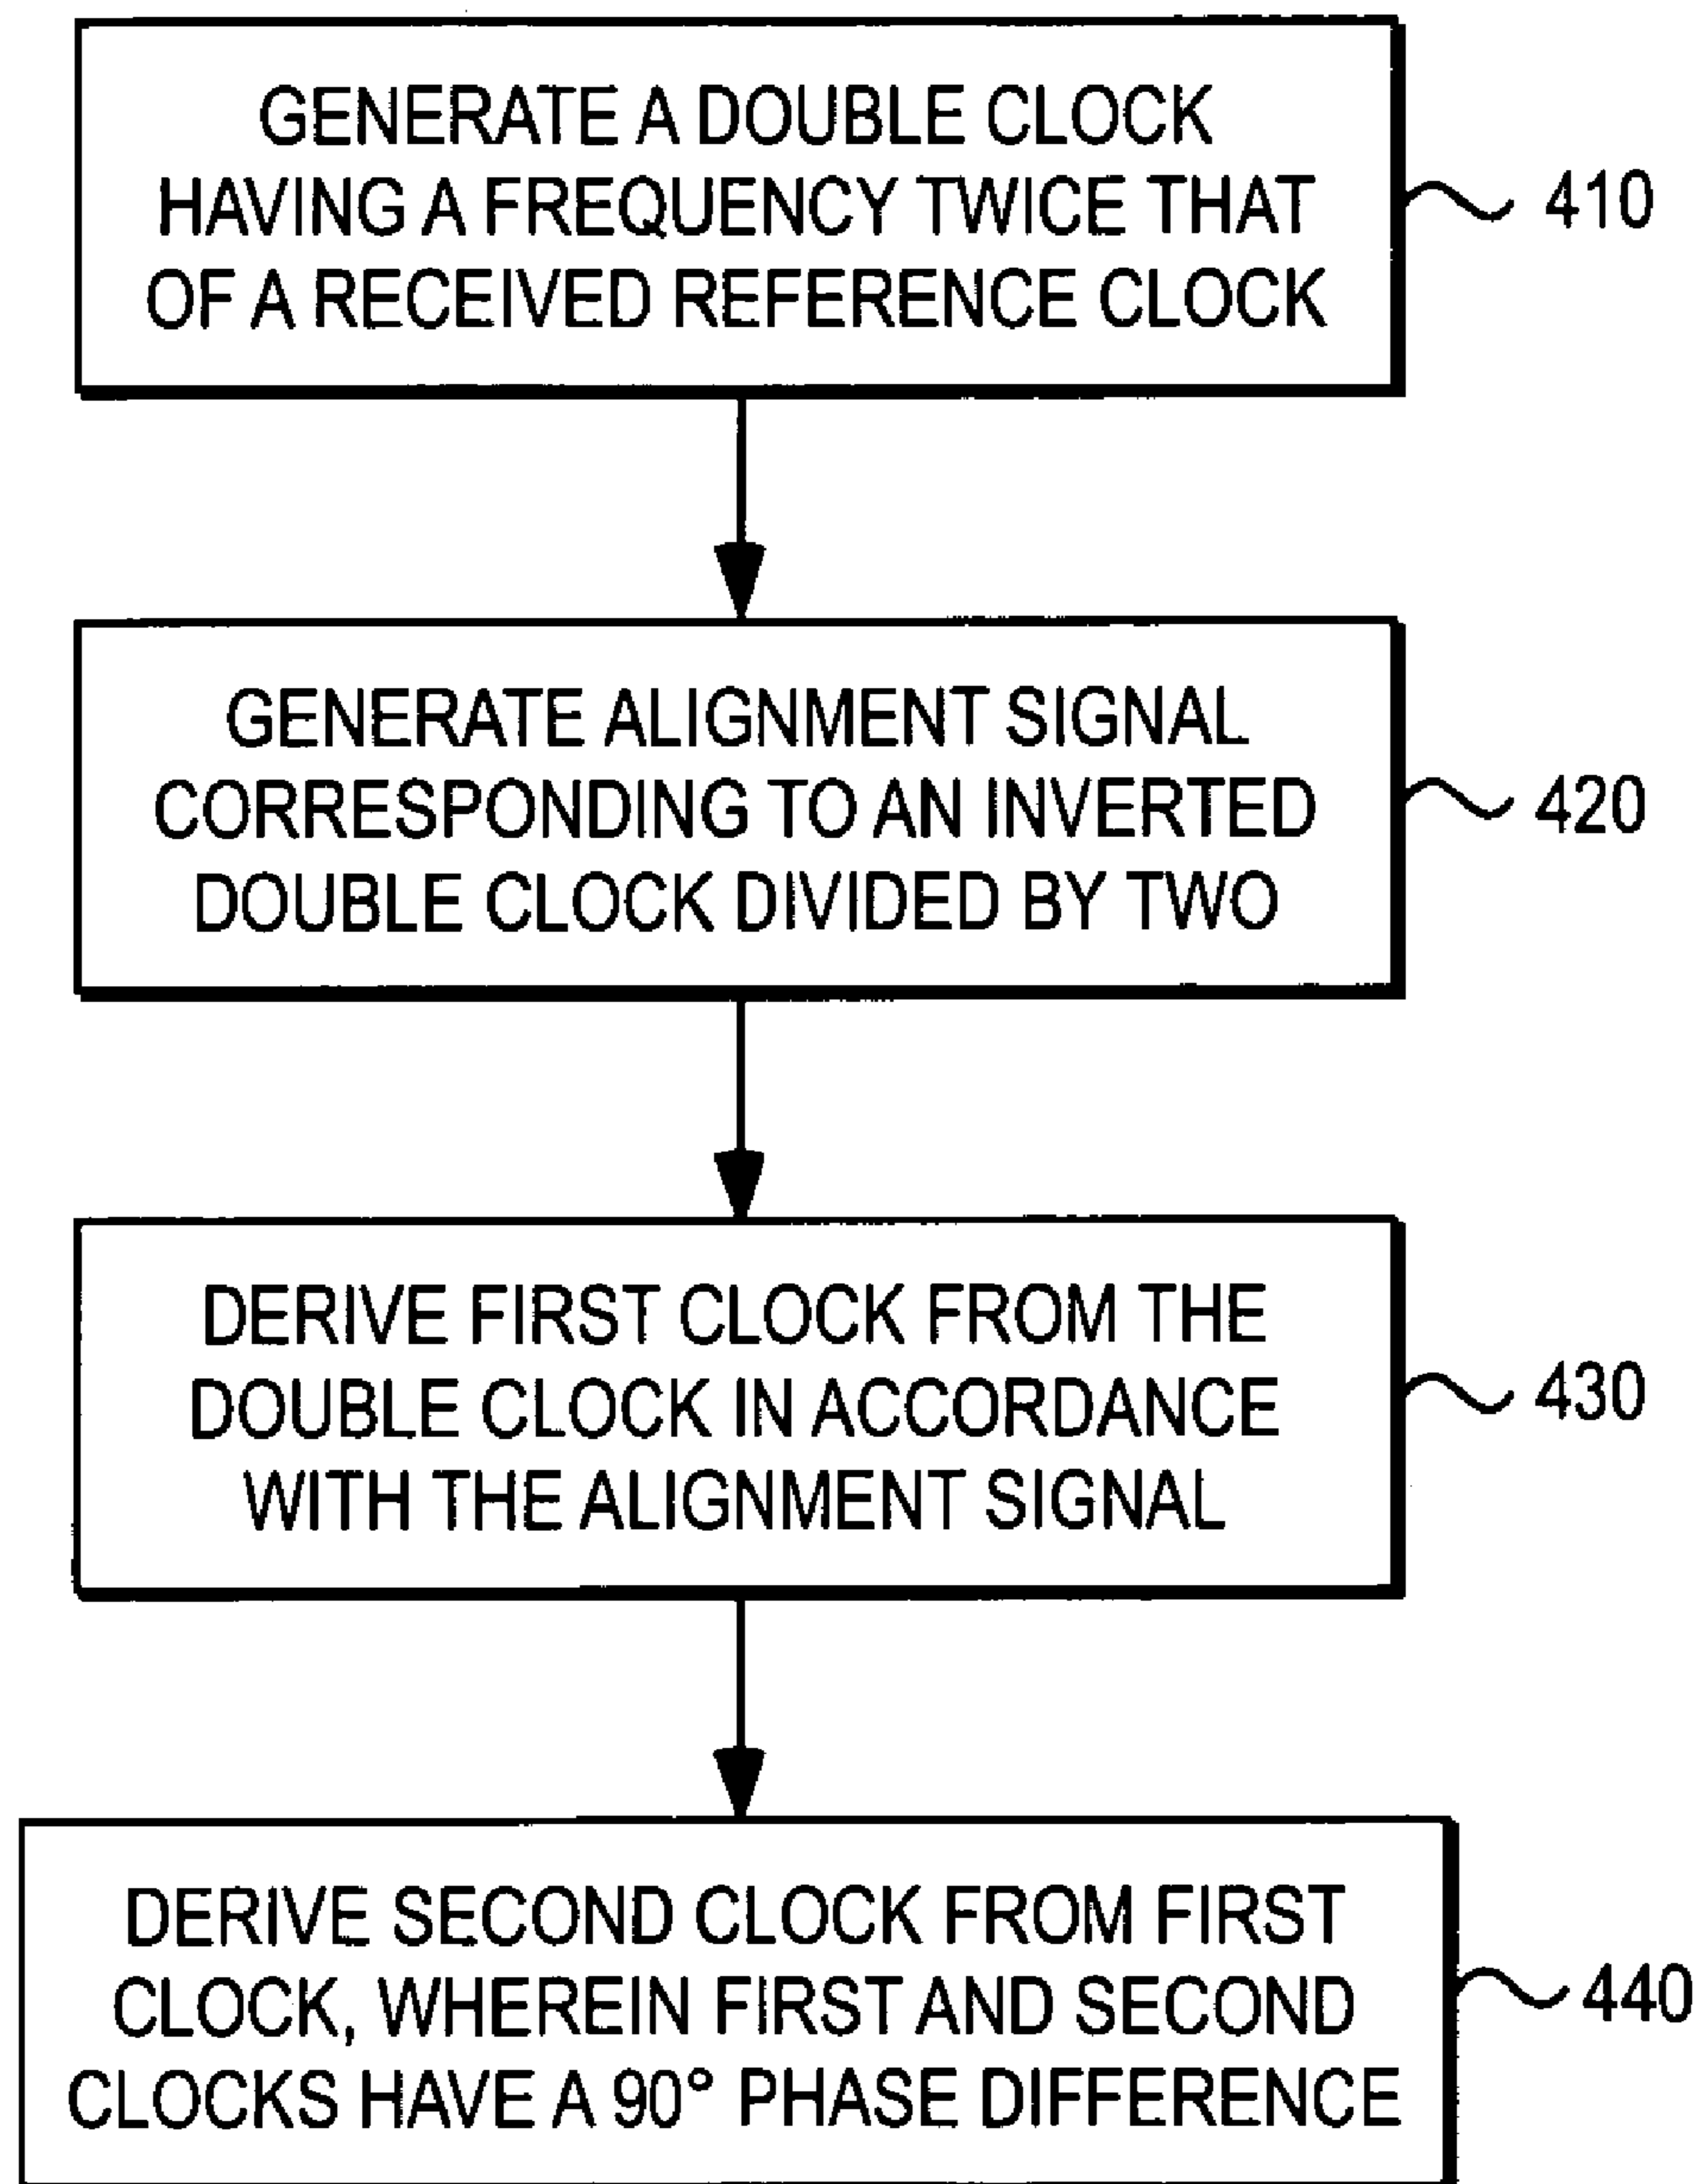 GENERATE A DOUBLE CLOCK
HAVING A FREQUENCY TWICE THAT
OF A RECEIVED REFERENCE CLOCK
410
GENERATE ALIGNMENT SIGNAL
CORRESPONDING TO AN INVERTED
DOUBLE CLOCK DIVIDED BY TWO
420
DERIVE FIRST CLOCK FROM THE
DOUBLE CLOCK IN ACCORDANCE
WITH THE ALIGNMENT SIGNAL
430
DERIVE SECOND CLOCK FROM FIRST
CLOCK, WHEREIN FIRST AND SECOND
CLOCKS HAVE A 90° PHASE DIFFERENCE
440